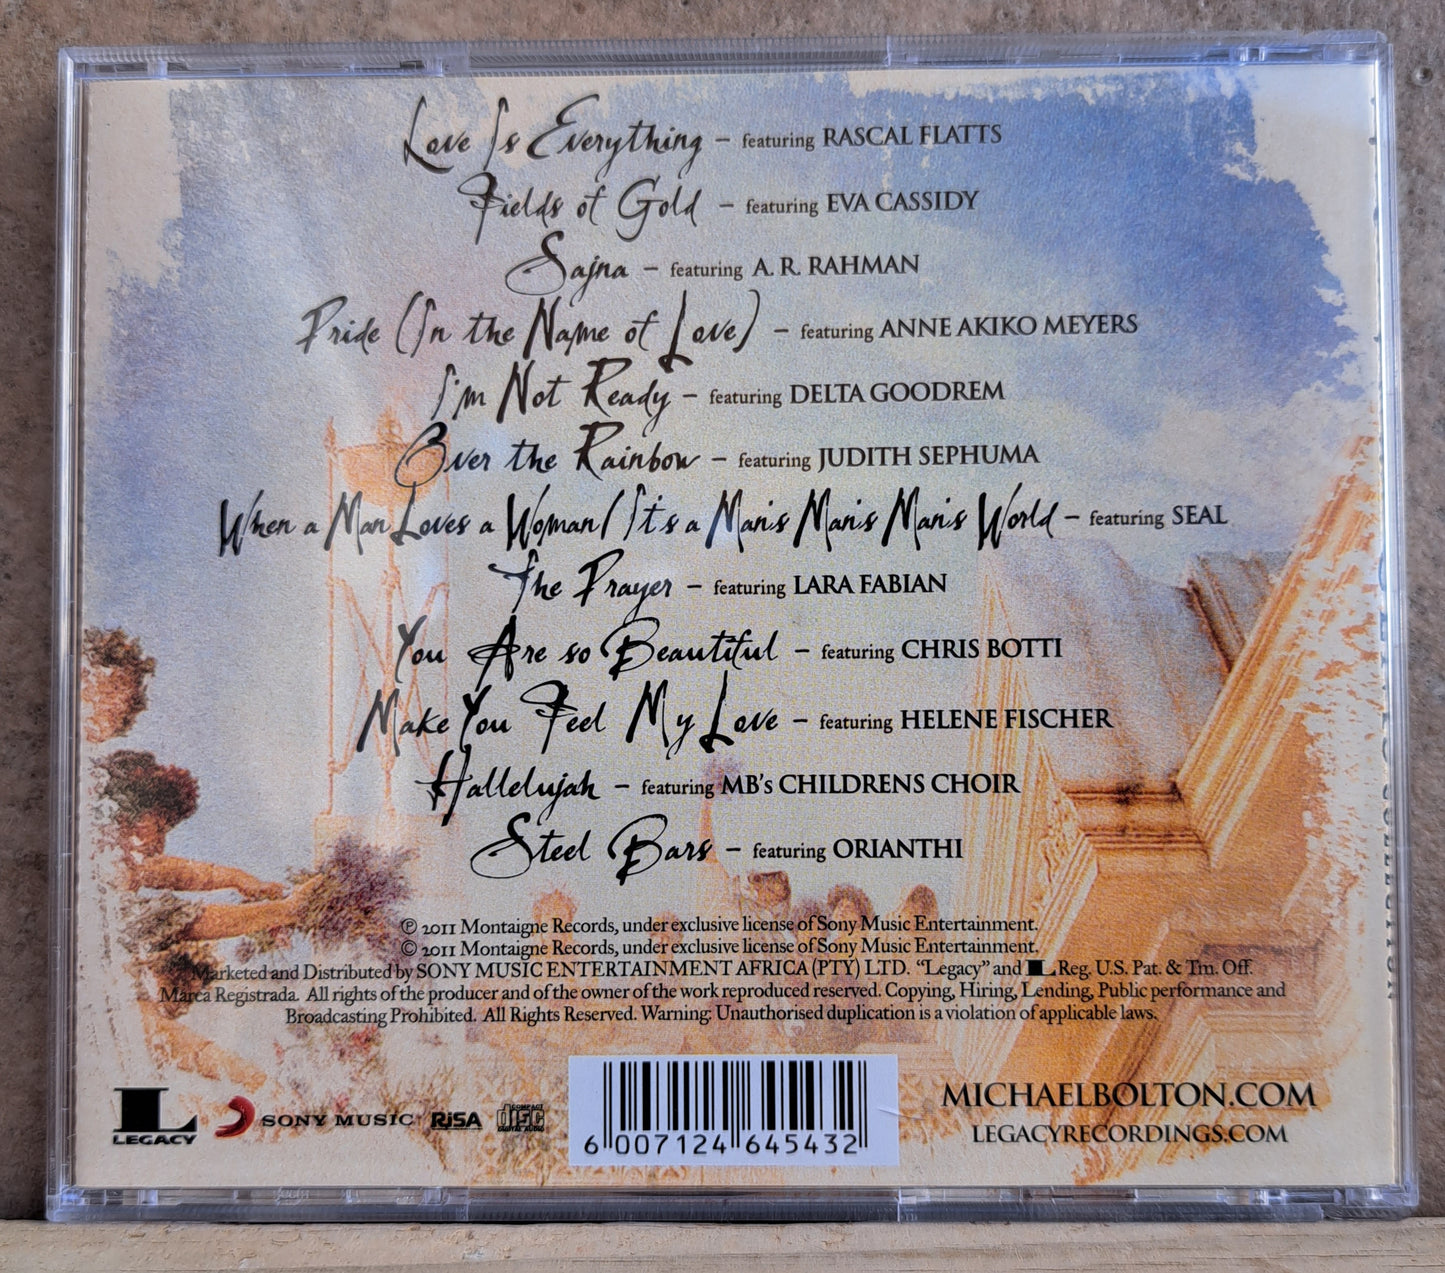 Love Is Everything – featuring RASCAL FLATTS
Fields of Gold – featuring EVA CASSIDY
Sajna – featuring A. R. RAHMAN
Pride (In the Name of Love) – featuring ANNE AKIKO MEYERS
I'm Not Ready – featuring DELTA GOODREM
Over the Rainbow – featuring JUDITH SEPHUMA
When a Man Loves a Woman / It's a Man's Man's Man's World – featuring SEAL
The Prayer – featuring LARA FABIAN
You Are so Beautiful – featuring CHRIS BOTTI
Make You Feel My Love – featuring HELENE FISCHER
Hallelujah – featuring MB's CHILDRENS CHOIR
Steel Bars – featuring ORIANTHI
℗ 2011 Montaigne Records, under exclusive license of Sony Music Entertainment.
© 2011 Montaigne Records, under exclusive license of Sony Music Entertainment.
Marketed and Distributed by SONY MUSIC ENTERTAINMENT AFRICA (PTY) LTD. "Legacy" and L Reg. U.S. Pat. & Tm. Off.
Marca Registrada. All rights of the producer and of the owner of the work reproduced reserved. Copying, Hiring, Lending, Public performance and
Broadcasting Prohibited. All Rights Reserved. Warning: Unauthorised duplication is a violation of applicable laws.
L
LEGACY
SONY MUSIC
RiSA
COMPACT
disc
DIGITAL AUDIO
6 007124 645432
MICHAELBOLTON.COM
LEGACYRECORDINGS.COM